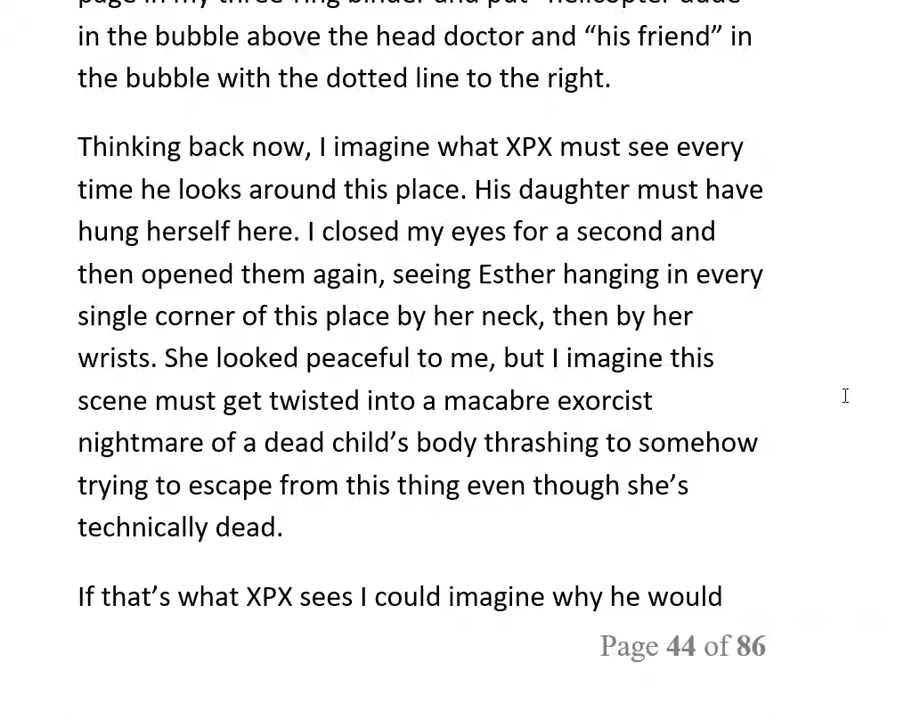 in the bubble above the head doctor and “his friend” in
the bubble with the dotted line to the right.
Thinking back now, I imagine what XPX must see every
time he looks around this place. His daughter must have
hung herself here. I closed my eyes for a second and
then opened them again, seeing Esther hanging in every
single corner of this place by her neck, then by her
wrists. She looked peaceful to me, but I imagine this
scene must get twisted into a macabre exorcist
nightmare of a dead child’s body thrashing to somehow
trying to escape from this thing even though she’s
technically dead.
If that’s what XPX sees I could imagine why he would
Page 44 of 86